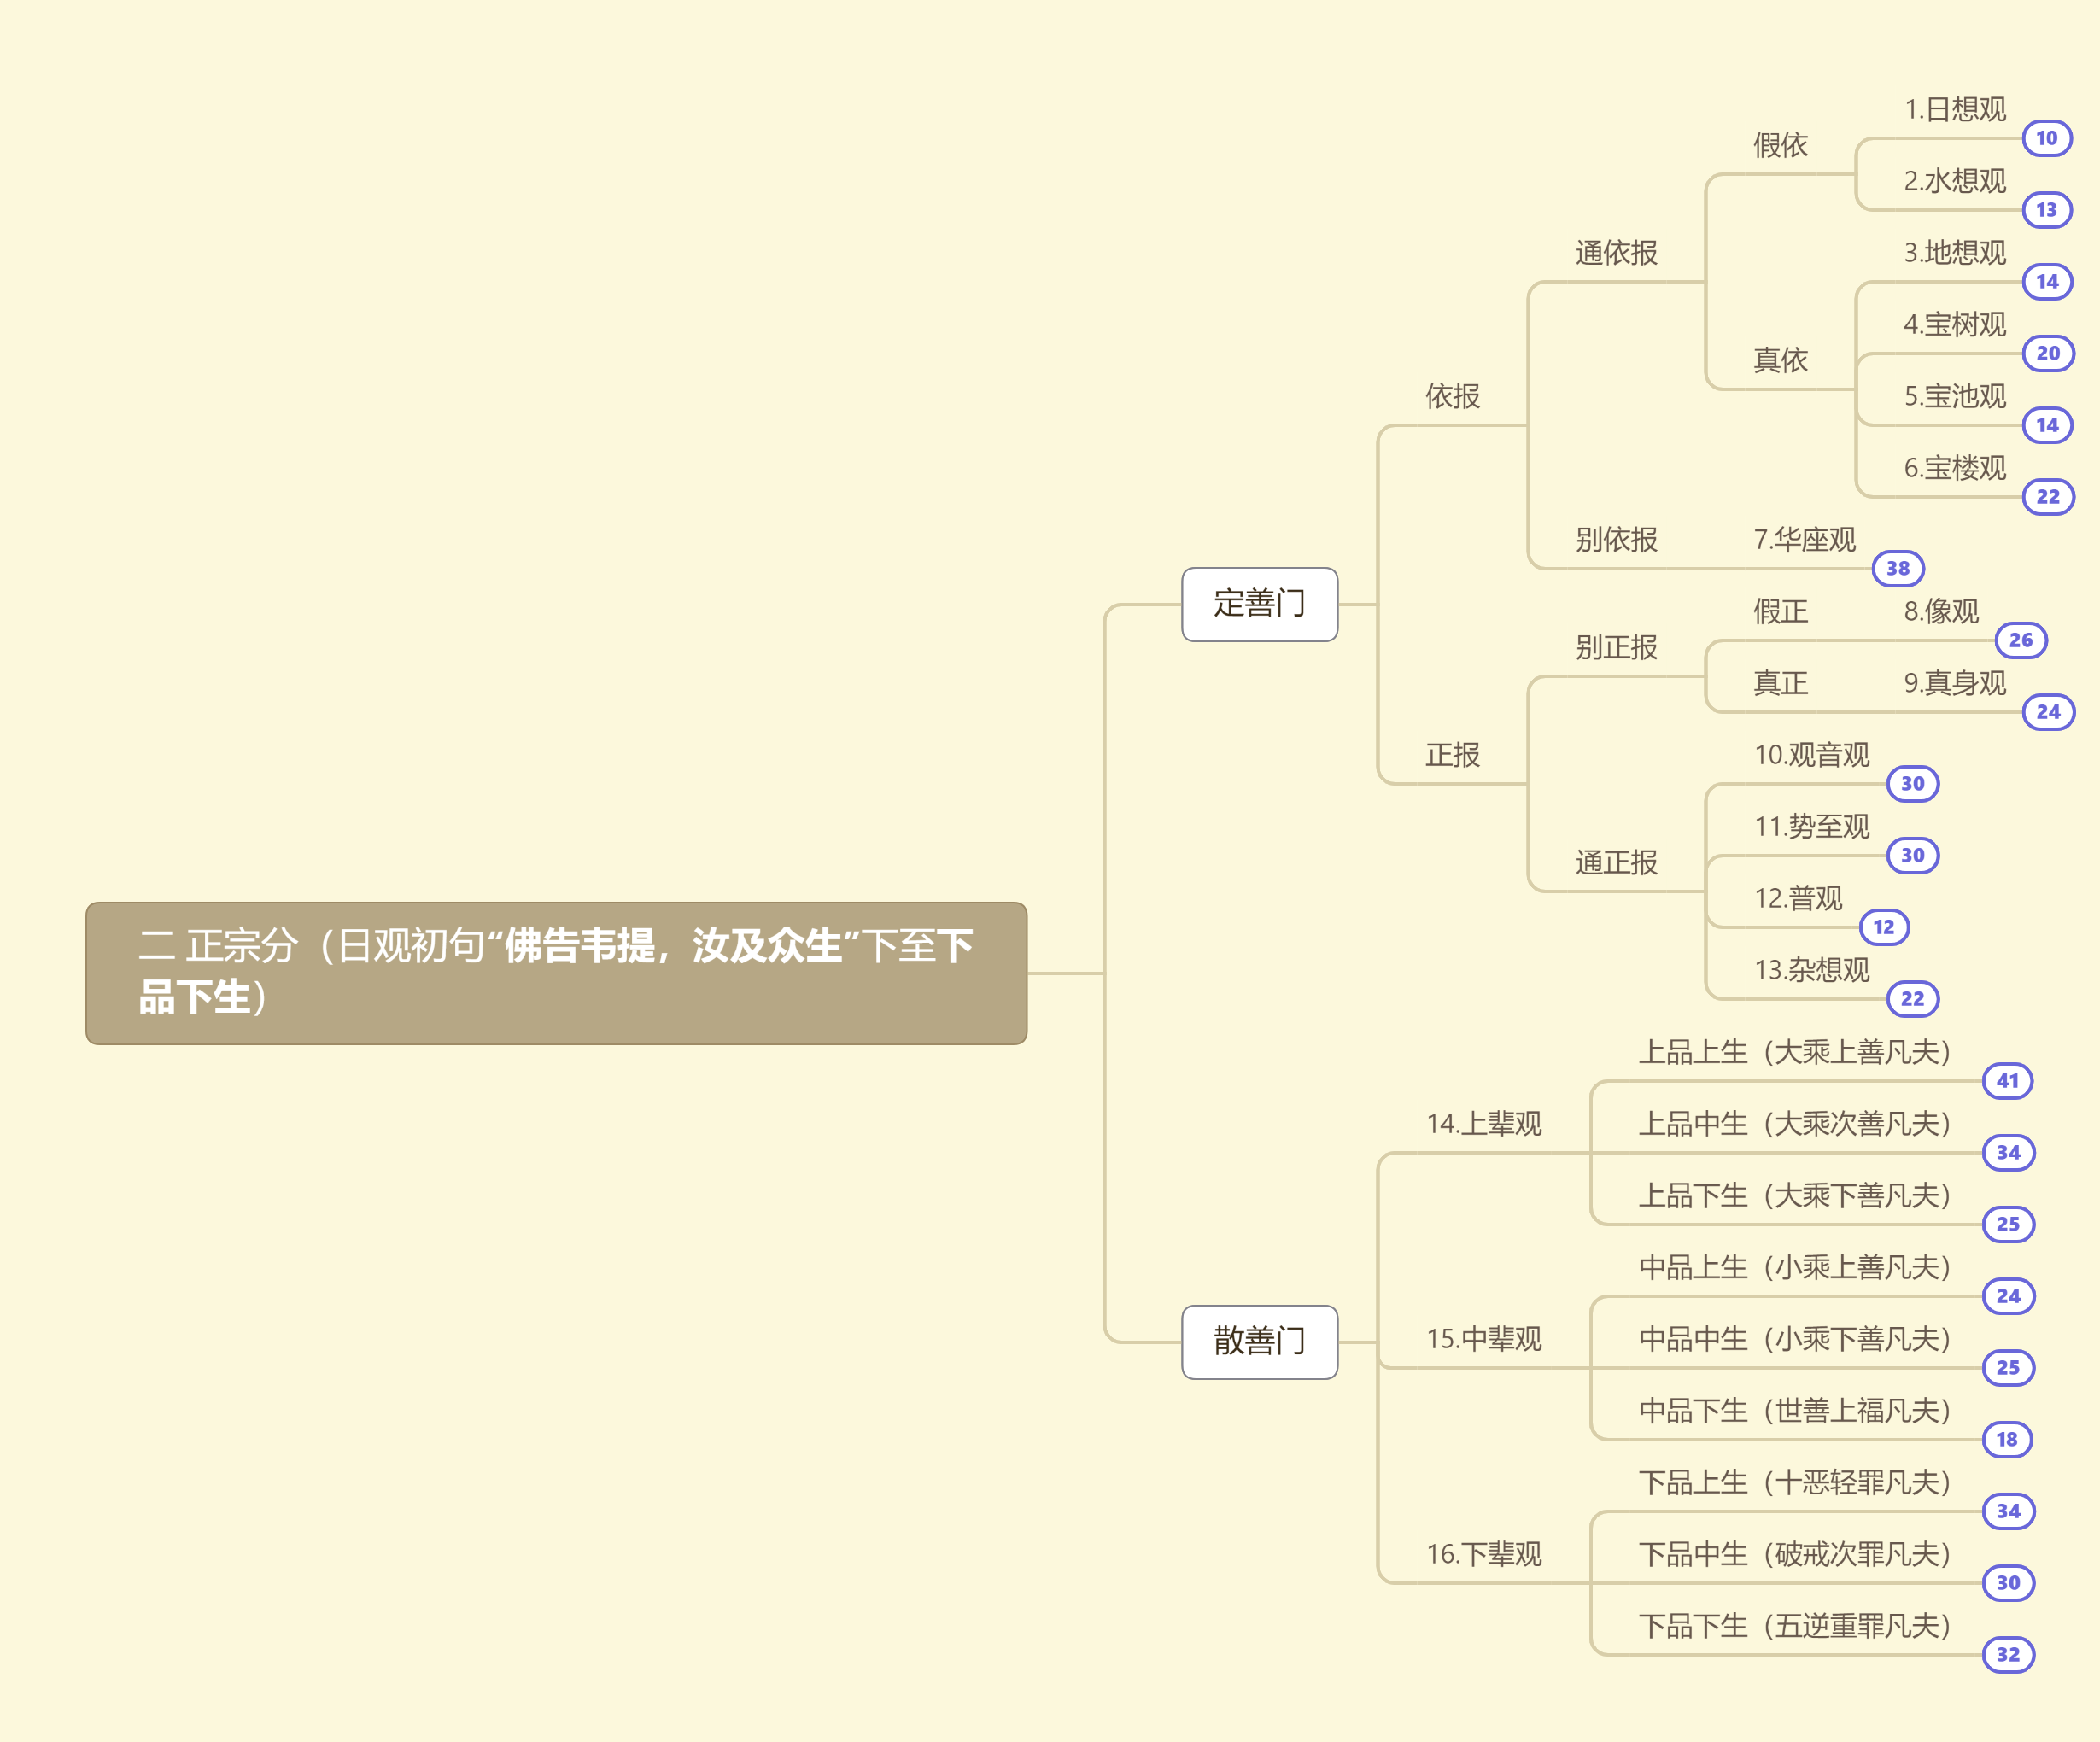 二 正宗分（日观初句“佛告韦提，汝及众生”下至下
品下生）
定善门
依报
通依报
假依
1.日想观
10
2.水想观
13
真依
3.地想观
14
4.宝树观
20
5.宝池观
14
6.宝楼观
22
别依报
7.华座观
38
正报
别正报
假正
8.像观
26
真正
9.真身观
24
通正报
10.观音观
30
11.势至观
30
12.普观
12
13.杂想观
22
散善门
14.上辈观
上品上生（大乘上善凡夫）
41
上品中生（大乘次善凡夫）
34
上品下生（大乘下善凡夫）
25
15.中辈观
中品上生（小乘上善凡夫）
24
中品中生（小乘下善凡夫）
25
中品下生（世善上福凡夫）
18
16.下辈观
下品上生（十恶轻罪凡夫）
34
下品中生（破戒次罪凡夫）
30
下品下生（五逆重罪凡夫）
32